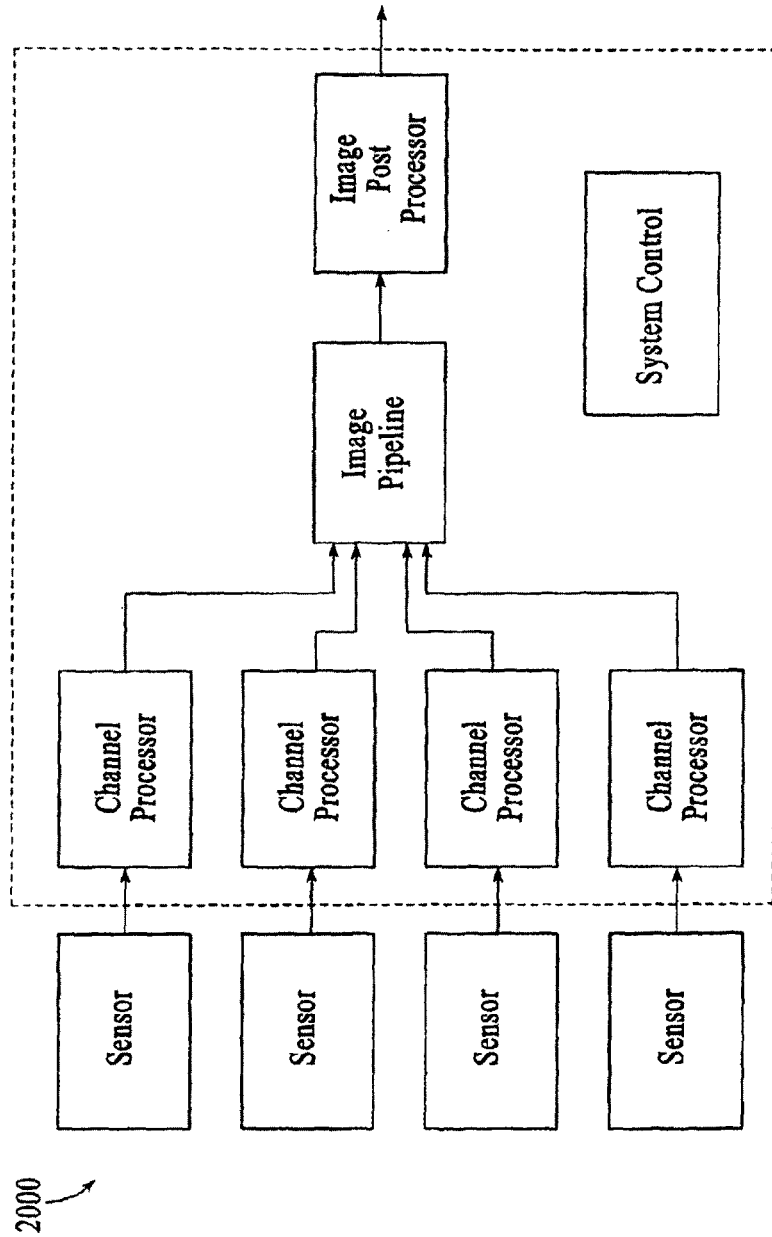 2000
Sensor
Sensor
Sensor
Sensor
Channel
Processor
Channel
Processor
Channel
Processor
Channel
Processor
Image
Pipeline
Image
Post
Processor
System Control